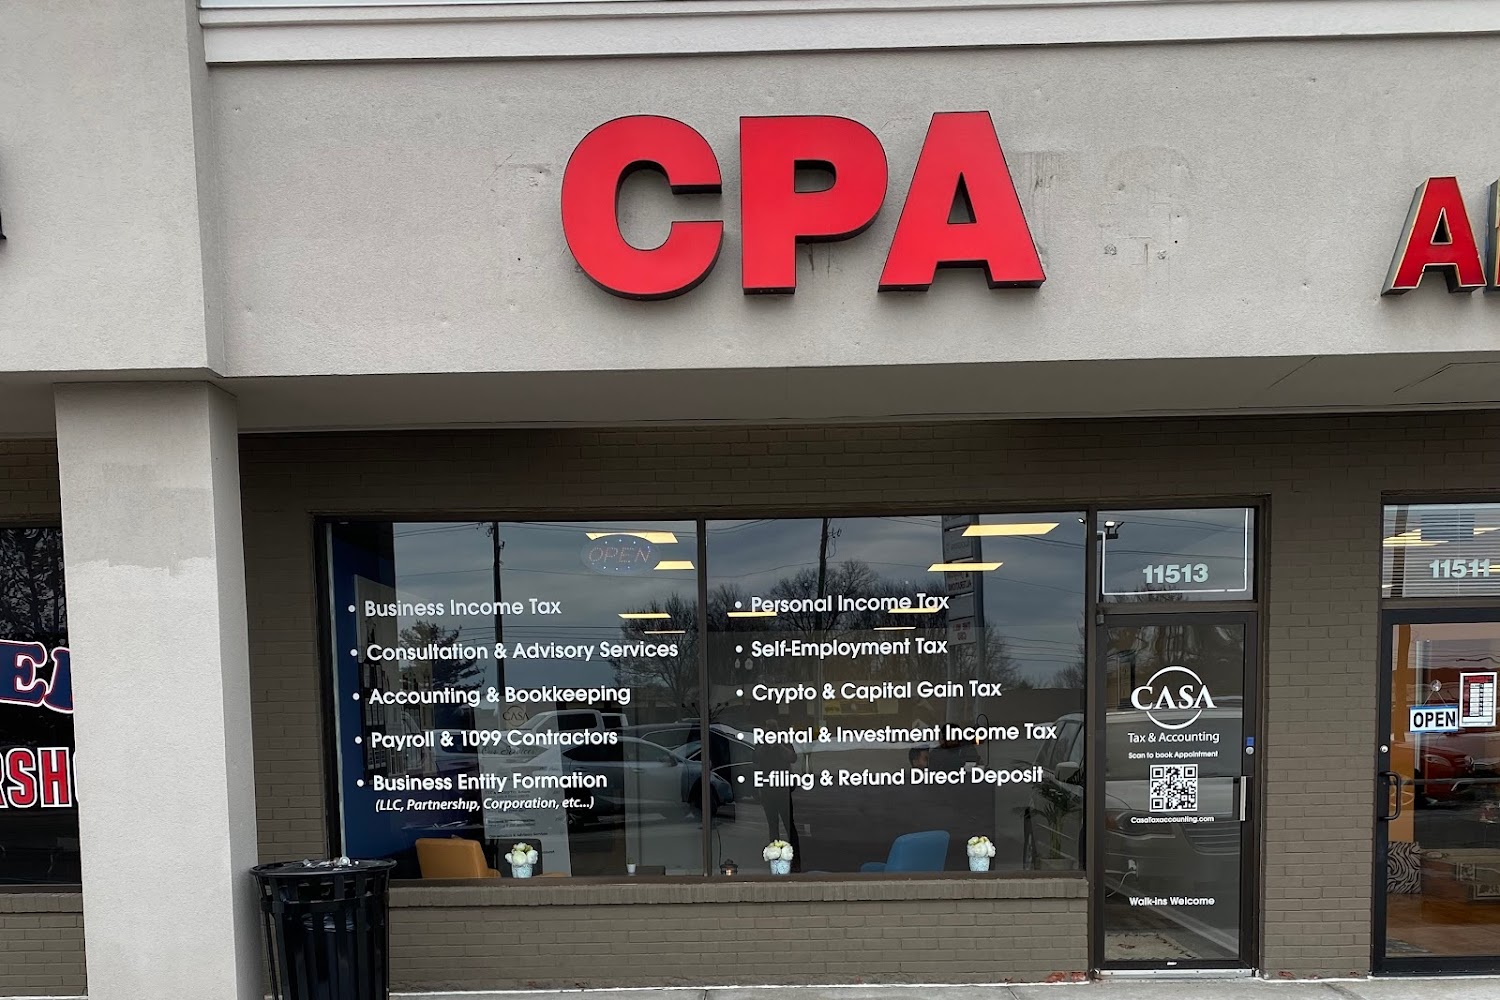 CPA
A
OPEN
• Business Income Tax
• Consultation & Advisory Services
• Accounting & Bookkeeping
• Payroll & 1099 Contractors
• Business Entity Formation
(LLC, Partnership, Corporation, etc...)
• Personal Income Tax
• Self-Employment Tax
• Crypto & Capital Gain Tax
• Rental & Investment Income Tax
• E-filing & Refund Direct Deposit
CASA
11513
CASA
Tax & Accounting
Scan to book Appointment
CasaTaxaccounting.com
Walk-ins Welcome
11511
OPEN